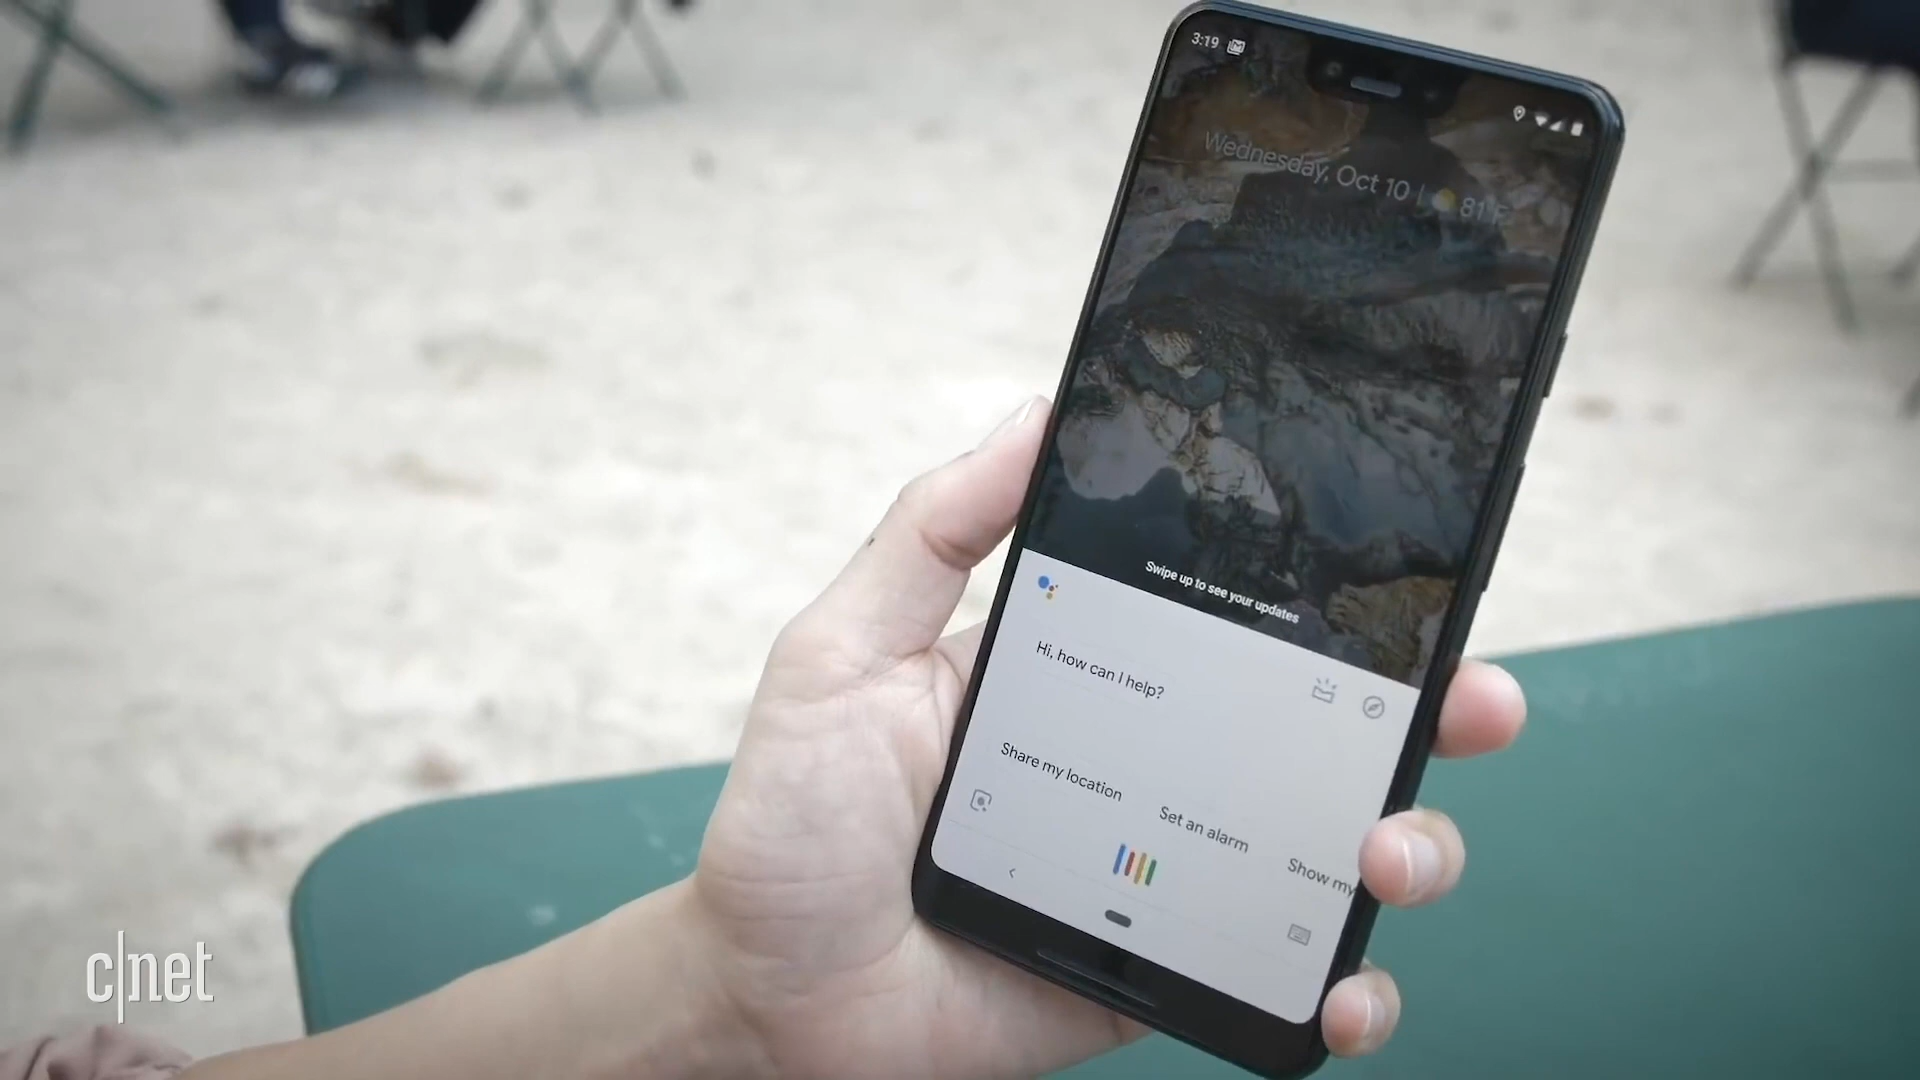 3:19
Wednesday, Oct 10 | 81°F
Swipe up to see your updates
Hi, how can I help?
Share my location
Set an alarm
Show my
c|net